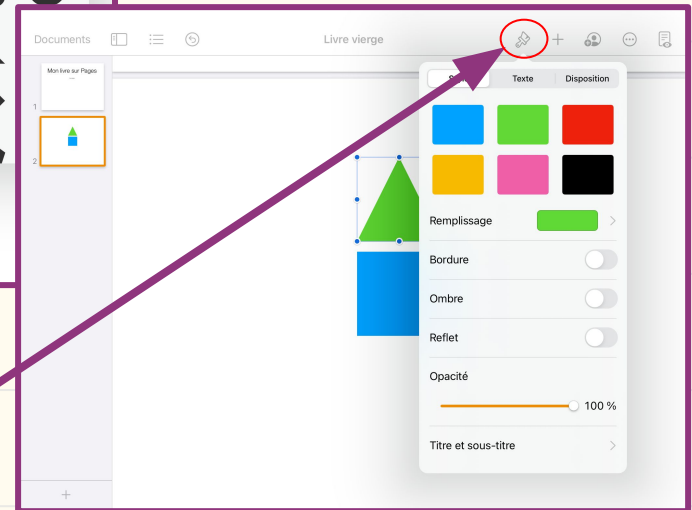 Documents
Livre vierge
Mon livre sur Pages
1
2
Texte
Disposition
Remplissage
Bordure
Ombre
Reflet
Opacité
100 %
Titre et sous-titre